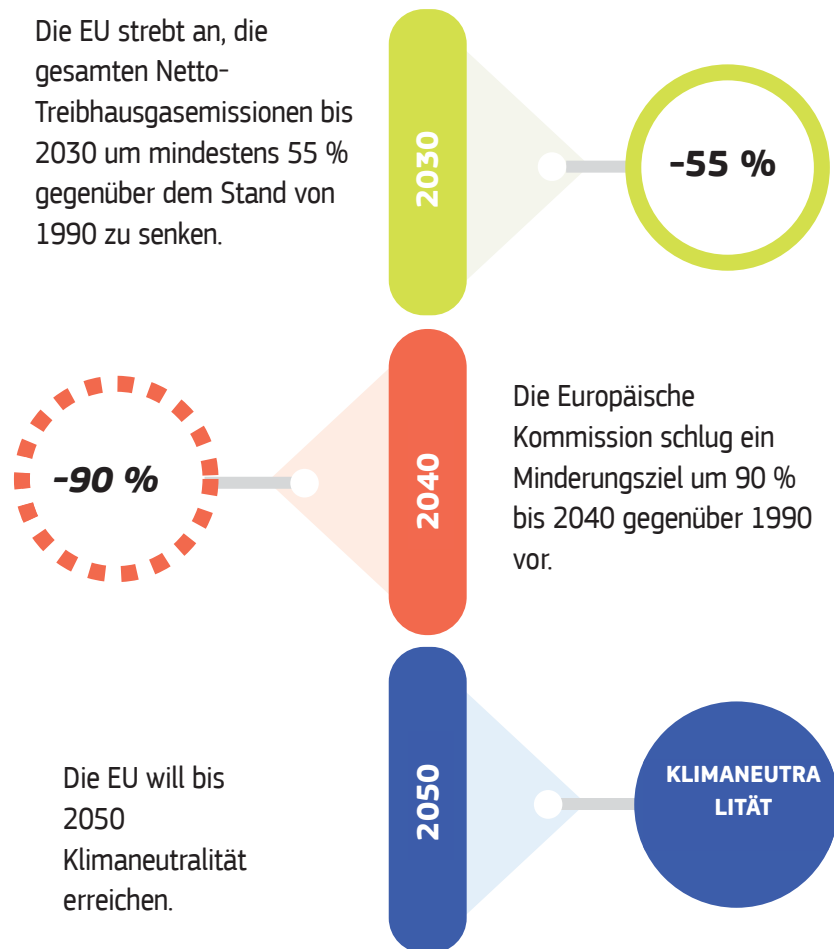 Die EU strebt an, die
gesamten Netto-
Treibhausgasemissionen bis
2030 um mindestens 55 %
gegenüber dem Stand von
1990 zu senken.
2030
-55 %
-90 %
2040
Die Europäische
Kommission schlug ein
Minderungsziel um 90 %
bis 2040 gegenüber 1990
vor.
Die EU will bis
2050
Klimaneutralität
erreichen.
2050
KLIMANEUTRA
LITÄT